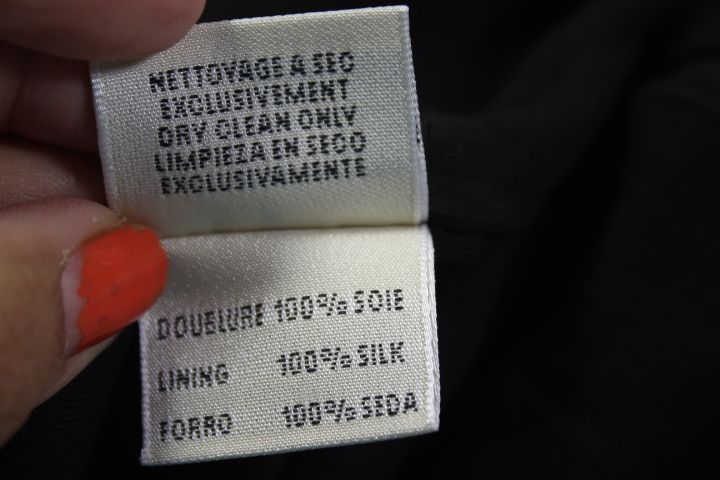 NETTOYAGE A SEC
EXCLUSIVEMENT
DRY CLEAN ONLY
LIMPIEZA EN SECO
EXCLUSIVAMENTE
DOUBLURE 100% SOIE
LINING 100% SILK
FORRO 100% SEDA